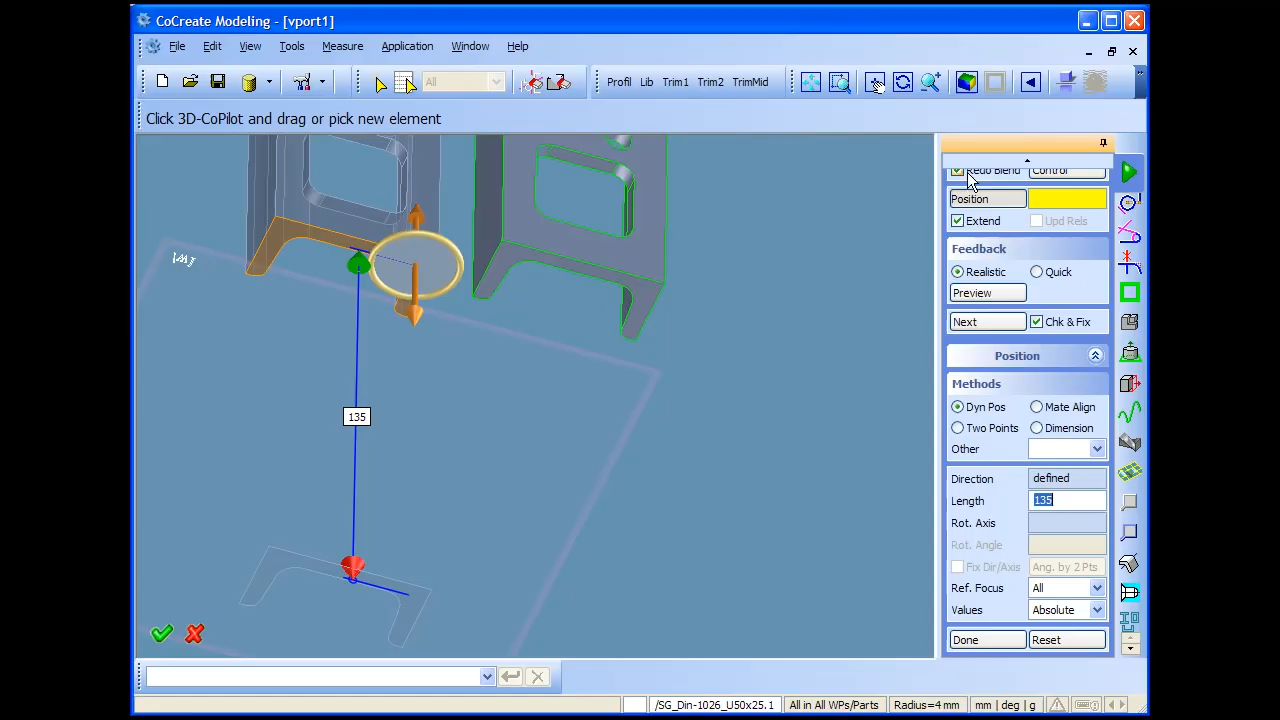 CoCreate Modeling - [vport1]
File Edit View Tools Measure Application Window Help
All Profil Lib Trim1 Trim2 TrimMid
Click 3D-CoPilot and drag or pick new element
Redo Blend Control
Position
Extend Upd Rels
Feedback
Realistic Quick
Preview
Next Chk & Fix
Position
Methods
Dyn Pos Mate Align
Two Points Dimension
Other
Direction defined
Length 135
Rot. Axis
Rot. Angle
Fix Dir/Axis Ang. by 2 Pts
Ref. Focus All
Values Absolute
Done Reset
135
/SG_Din-1026_U50x25.1 All in All WPs/Parts Radius=4 mm mm | deg | g